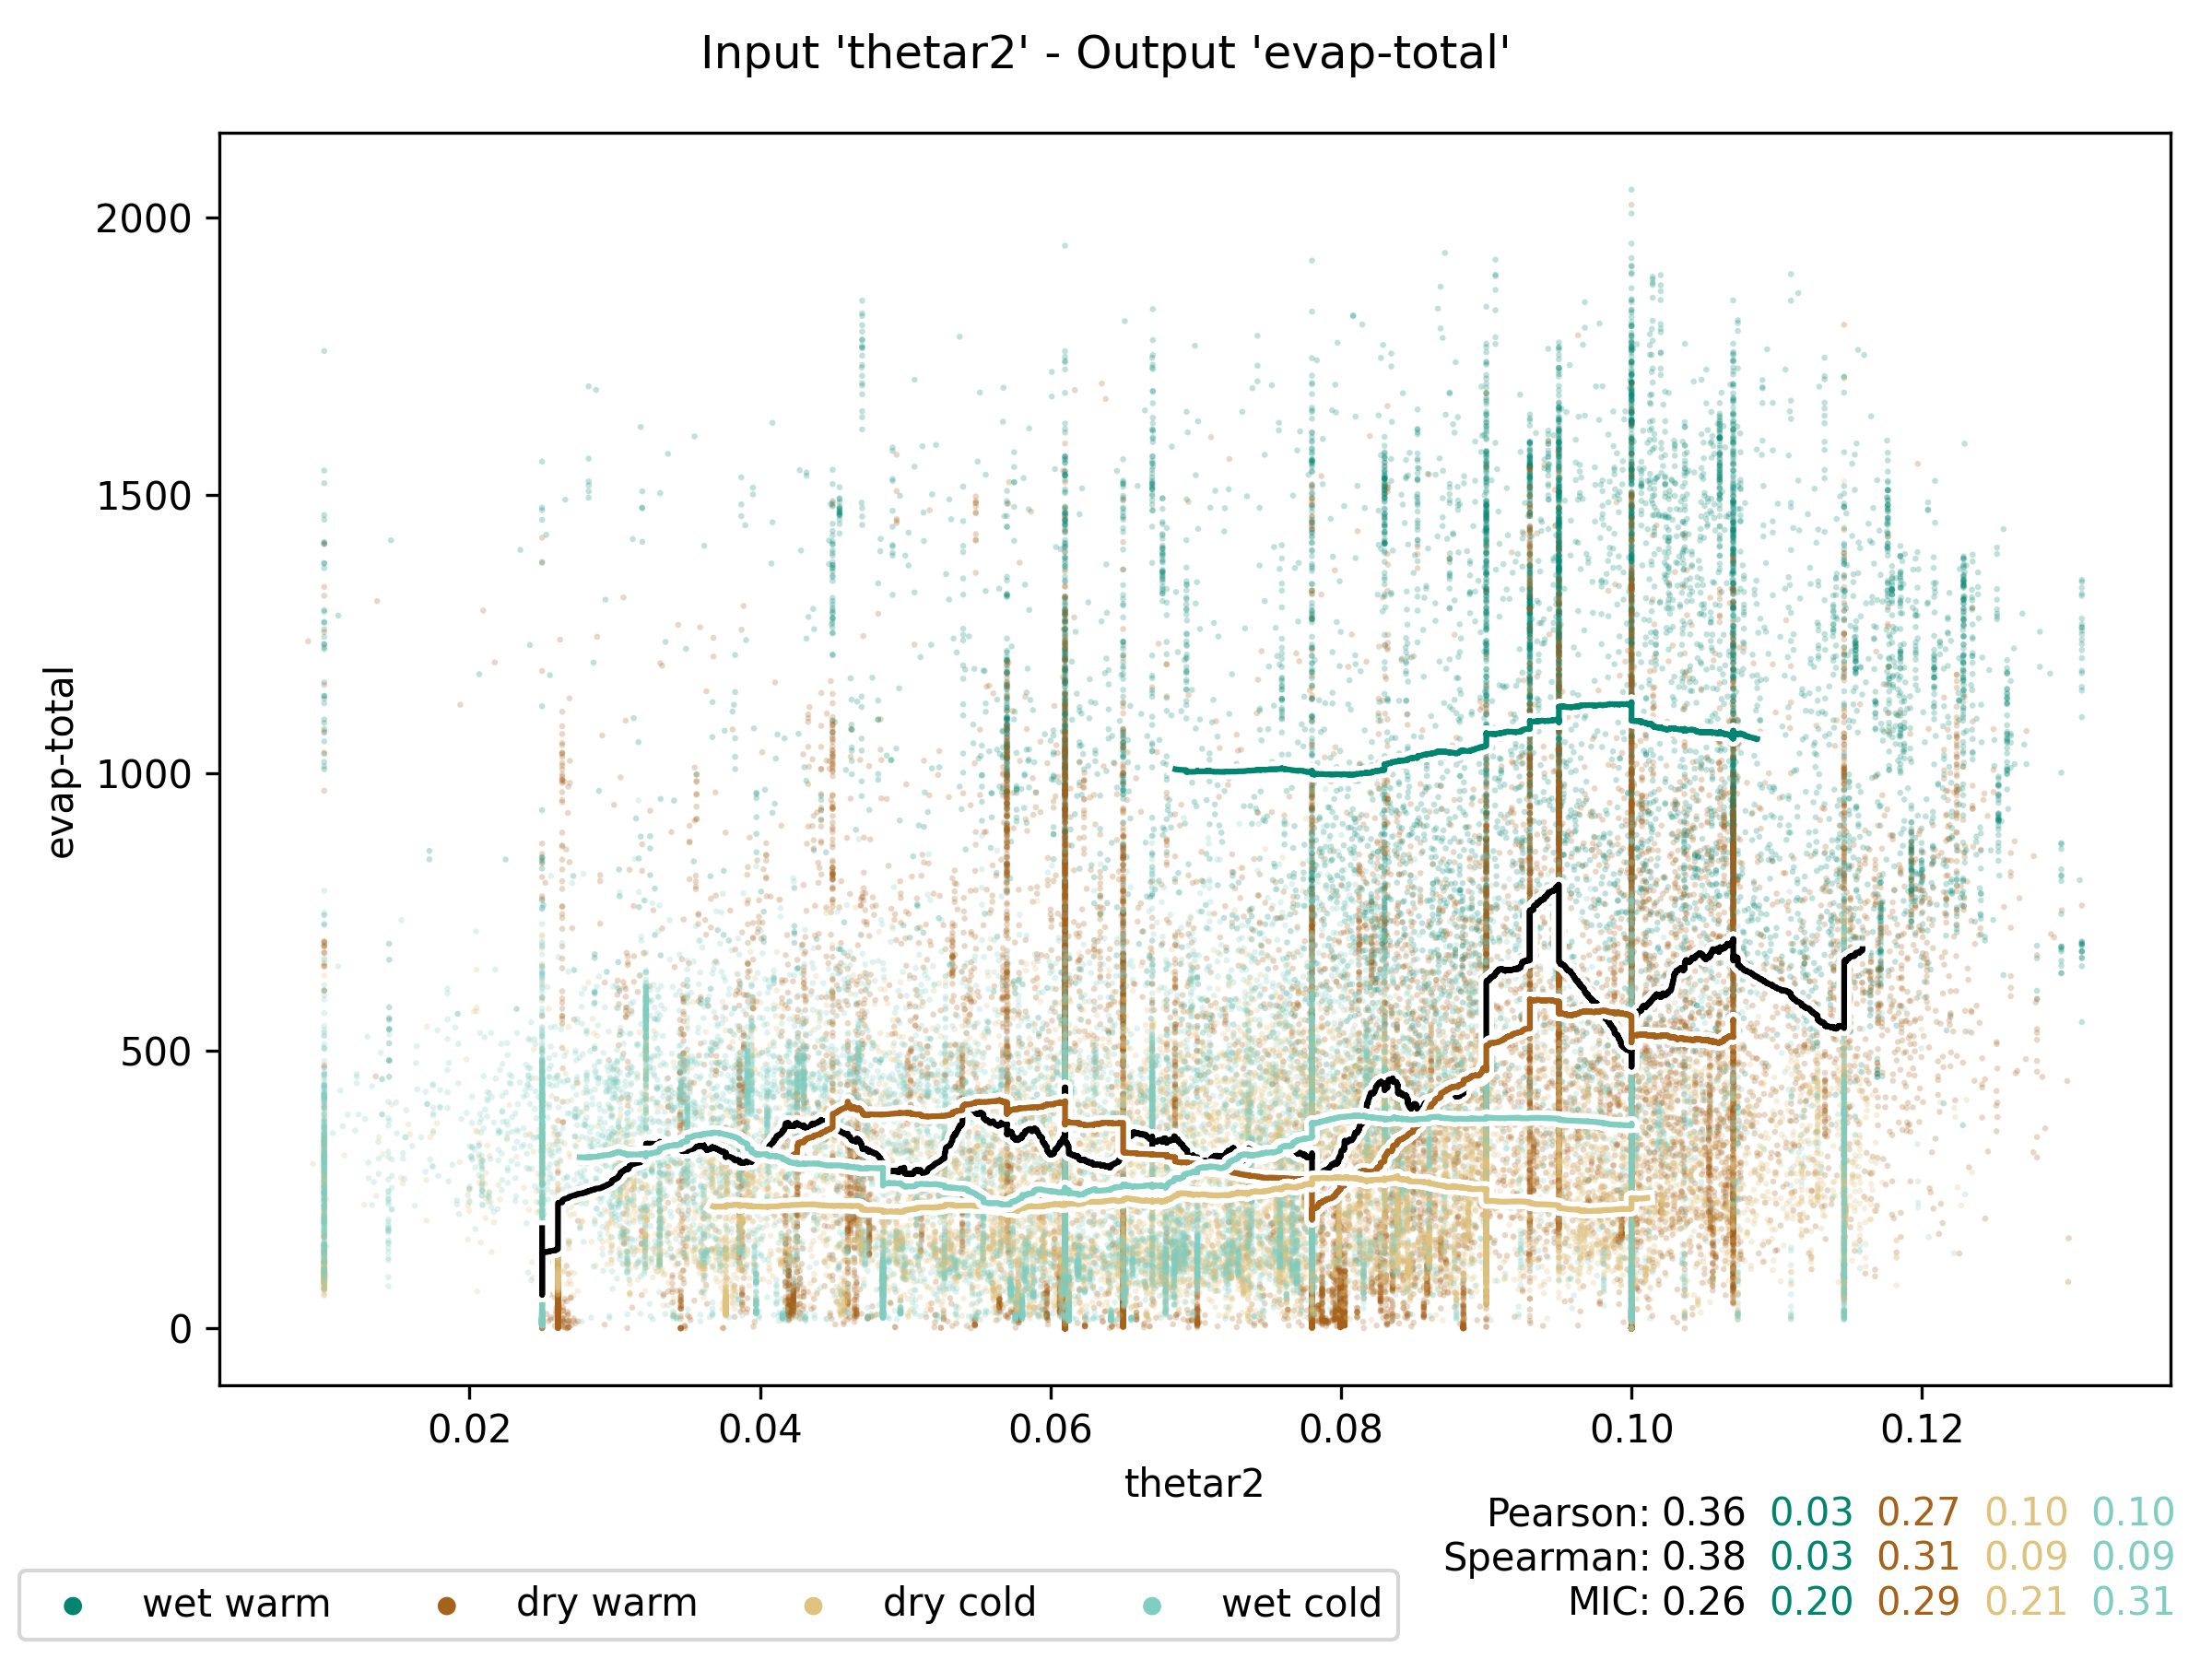 Input 'thetar2' - Output 'evap-total'
evap-total
2000
1500
1000
500
0
0.02 0.04 0.06 0.08 0.10 0.12
thetar2
Pearson: 0.36 0.03 0.27 0.10 0.10
Spearman: 0.38 0.03 0.31 0.09 0.09
MIC: 0.26 0.20 0.29 0.21 0.31
wet warm dry warm dry cold wet cold